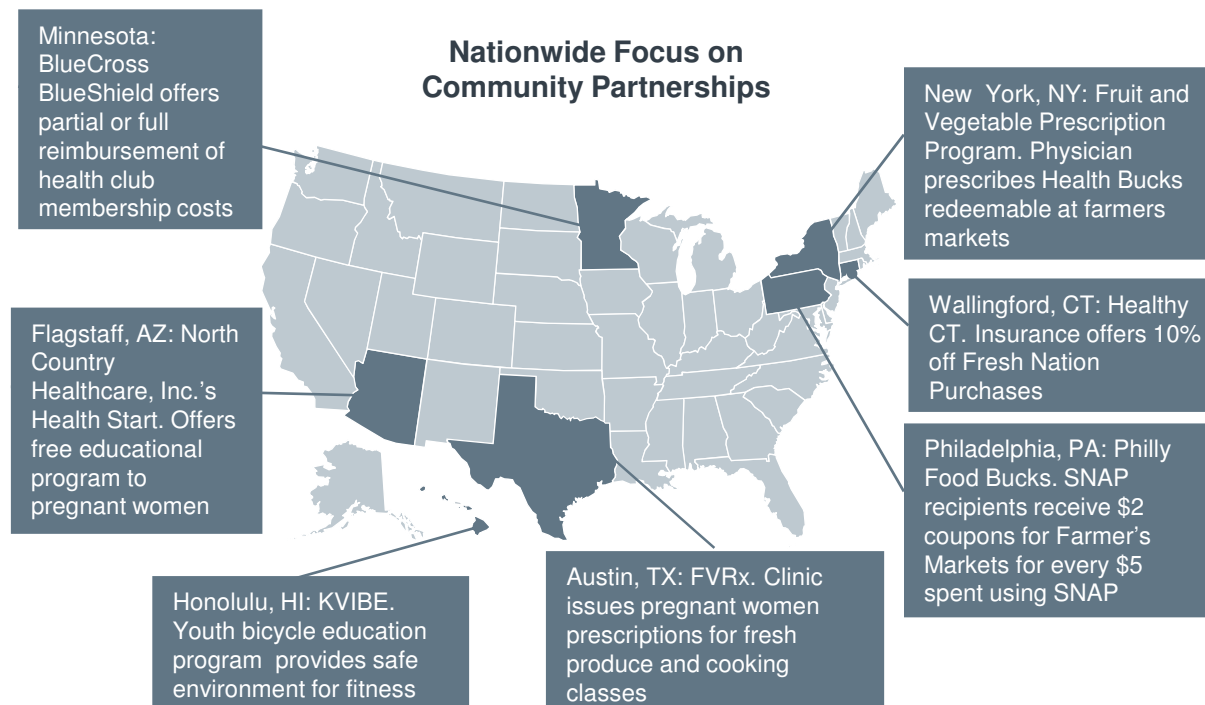 Nationwide Focus on
Community Partnerships
Minnesota:
BlueCross
BlueShield offers
partial or full
reimbursement of
health club
membership costs
New York, NY: Fruit and
Vegetable Prescription
Program. Physician
prescribes Health Bucks
redeemable at farmers
markets
Wallingford, CT: Healthy
CT. Insurance offers 10%
off Fresh Nation
Purchases
Flagstaff, AZ: North
Country
Healthcare, Inc.'s
Health Start. Offers
free educational
program to
pregnant women
Philadelphia, PA: Philly
Food Bucks. SNAP
recipients receive $2
coupons for Farmer's
Markets for every $5
spent using SNAP
Honolulu, HI: KVIBE.
Youth bicycle education
program provides safe
environment for fitness
Austin, TX: FVRx. Clinic
issues pregnant women
prescriptions for fresh
produce and cooking
classes